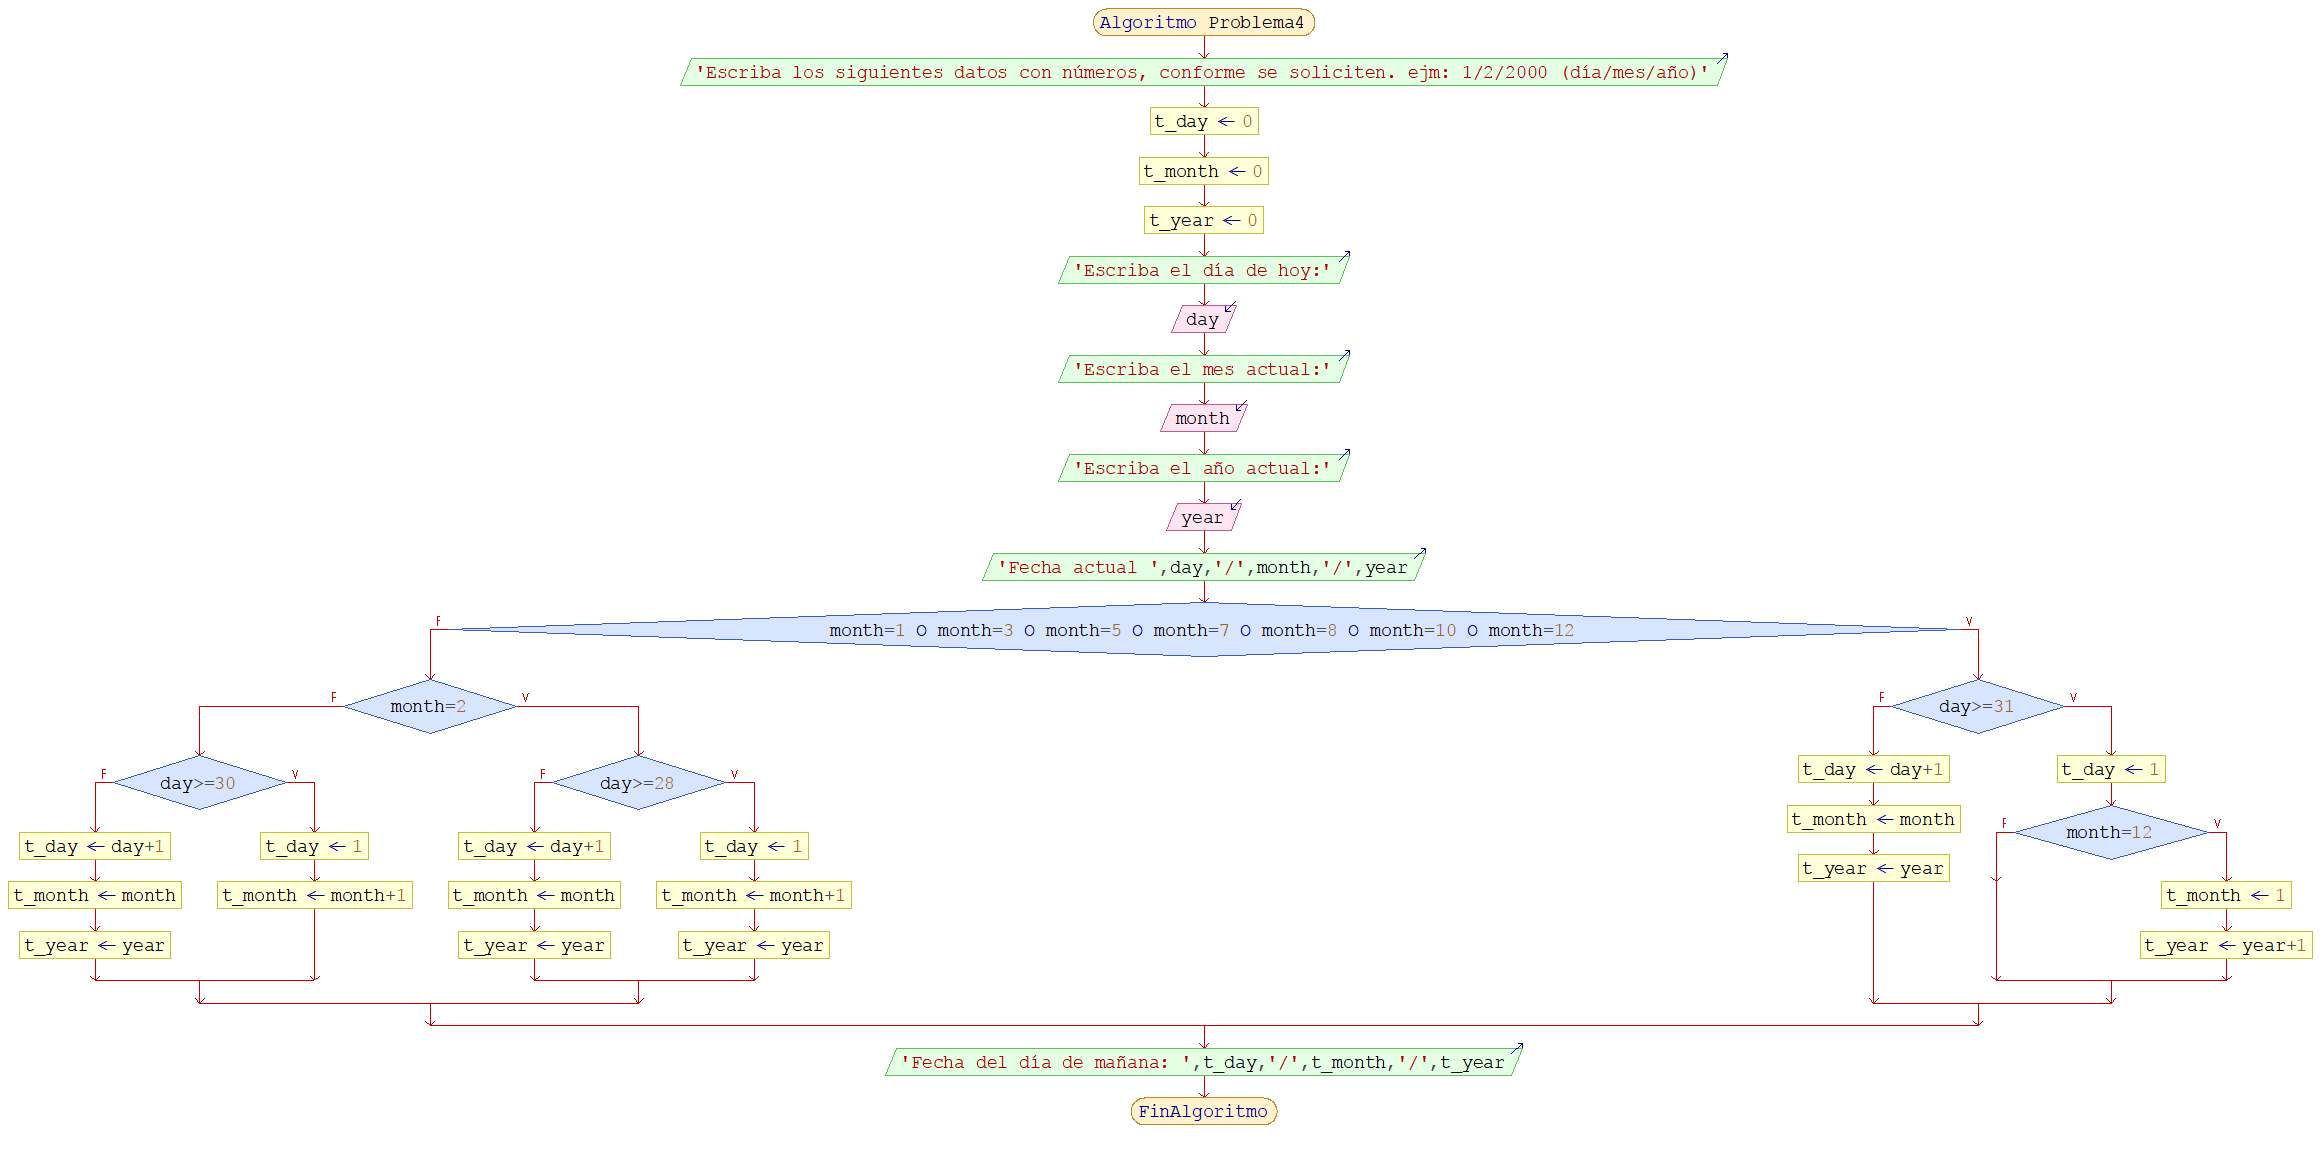 Algoritmo Problema4
'Escriba los siguientes datos con números, conforme se soliciten. ejm: 1/2/2000 (día/mes/año)'
t_day ← 0
t_month ← 0
t_year ← 0
'Escriba el día de hoy:'
day
'Escriba el mes actual:'
month
'Escriba el año actual:'
year
'Fecha actual ',day,'/',month,'/',year
F
month=1 O month=3 O month=5 O month=7 O month=8 O month=10 O month=12
V
F
month=2
V
F
day>=30
V
t_day ← day+1
t_month ← month
t_year ← year
t_day ← 1
t_month ← month+1
F
day>=28
V
t_day ← day+1
t_month ← month
t_year ← year
t_day ← 1
t_month ← month+1
t_year ← year
F
day>=31
V
t_day ← day+1
t_month ← month
t_year ← year
t_day ← 1
F
month=12
V
t_month ← 1
t_year ← year+1
'Fecha del día de mañana: ',t_day,'/',t_month,'/',t_year
FinAlgoritmo